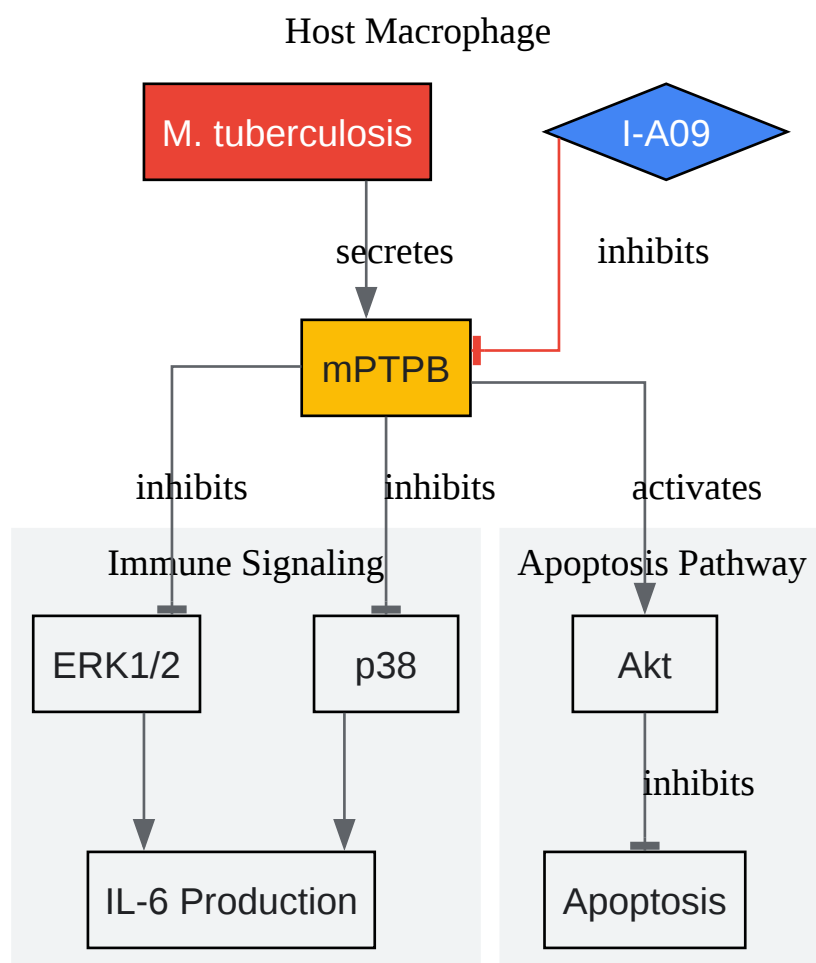 Host Macrophage
M. tuberculosis
I-A09
secretes
inhibits
mPTPB
inhibits
inhibits
activates
Immune Signaling
Apoptosis Pathway
ERK1/2
p38
Akt
inhibits
IL-6 Production
Apoptosis